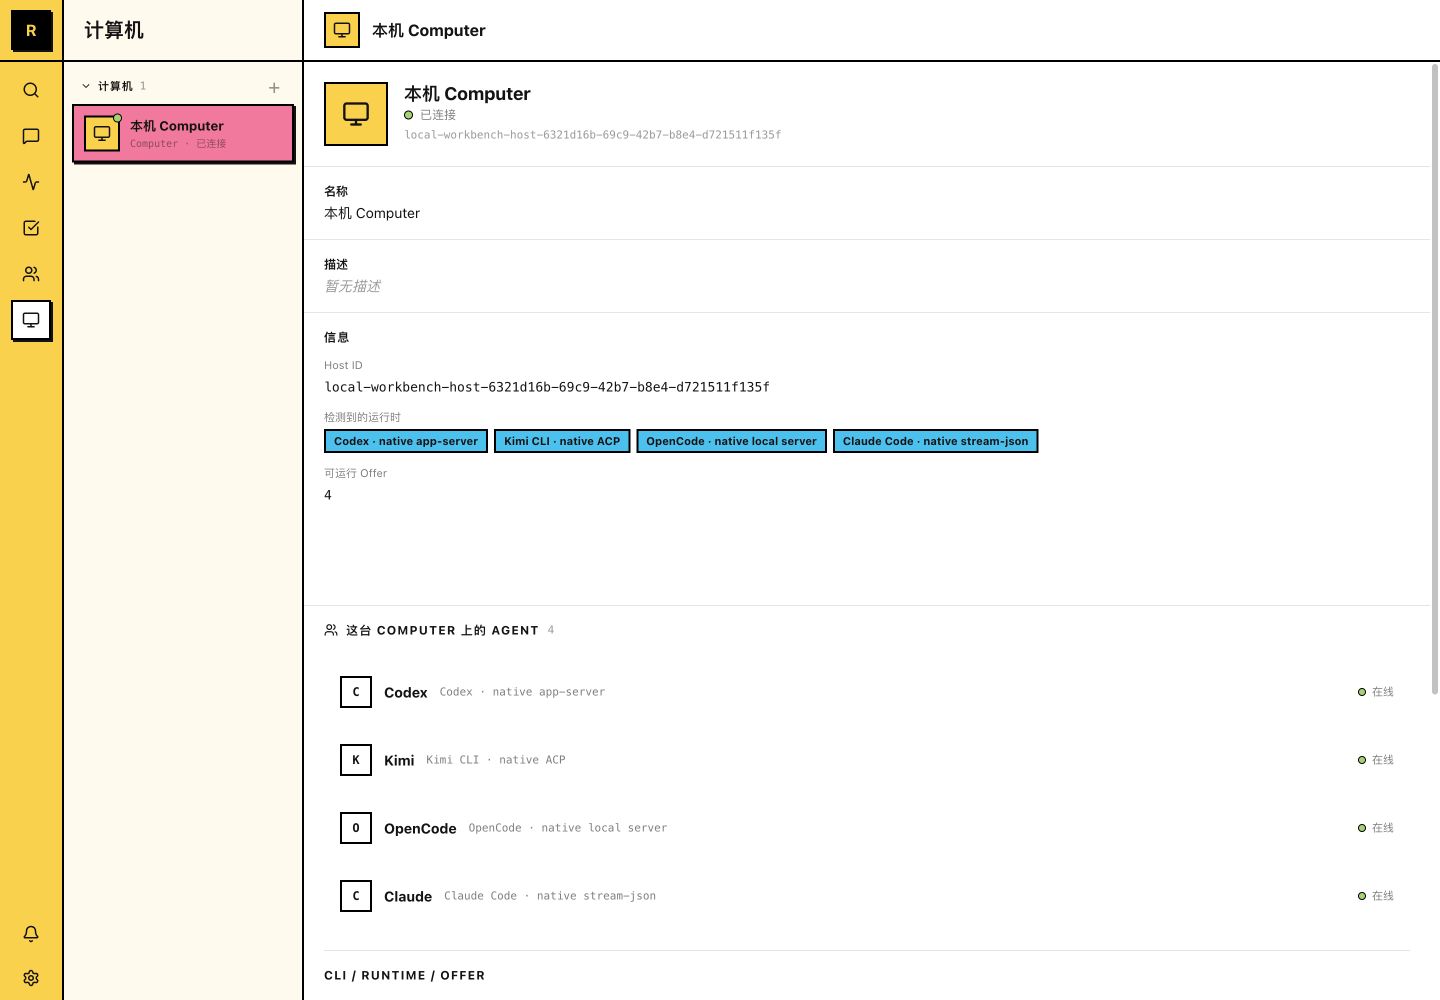 R
计算机
本机 Computer
计算机 1
本机 Computer
Computer · 已连接
本机 Computer
已连接
local-workbench-host-6321d16b-69c9-42b7-b8e4-d721511f135f
名称
本机 Computer
描述
暂无描述
信息
Host ID
local-workbench-host-6321d16b-69c9-42b7-b8e4-d721511f135f
检测到的运行时
Codex · native app-server Kimi CLI · native ACP OpenCode · native local server Claude Code · native stream-json
可运行 Offer
4
这台 COMPUTER 上的 AGENT 4
C Codex Codex · native app-server 在线
K Kimi Kimi CLI · native ACP 在线
O OpenCode OpenCode · native local server 在线
C Claude Claude Code · native stream-json 在线
CLI / RUNTIME / OFFER